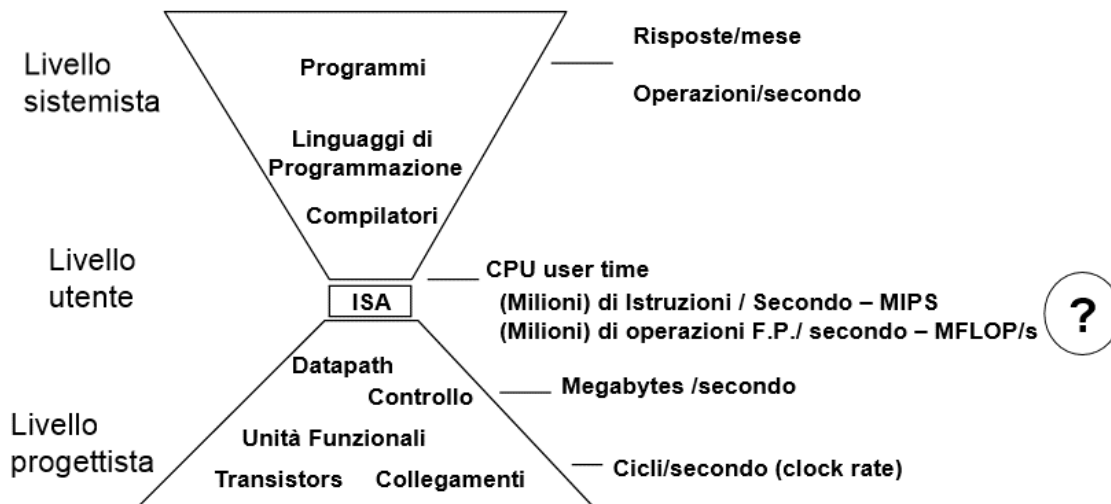 Livello
sistemista
Programmi
Linguaggi di
Programmazione
Compilatori
Risposte/mese
Operazioni/secondo
Livello
utente
ISA
CPU user time
(Milioni) di Istruzioni / Secondo – MIPS
(Milioni) di operazioni F.P./ secondo – MFLOP/s
?
Livello
progettista
Datapath
Controllo
Unità Funzionali
Transistors
Collegamenti
Megabytes /secondo
Cicli/secondo (clock rate)